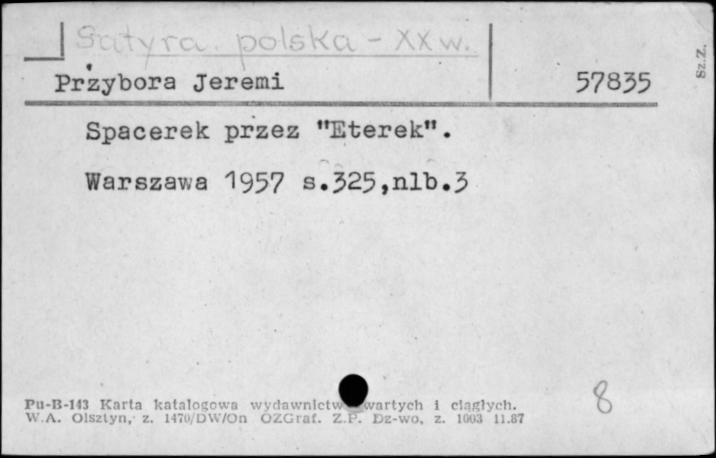 Satyra polska - XX w.
Przybora Jeremi 57835
Spacerek przez "Eterek".
Warszawa 1957 s.325,nlb.3
8
Pu-B-143 Karta katalogowa wydawnictw wartych i ciągłych.
W.A. Olsztyn, z. 1470/DW/On OZGraf. Z.P. Dz-wo, z. 1003 11.87
Sz.Z.